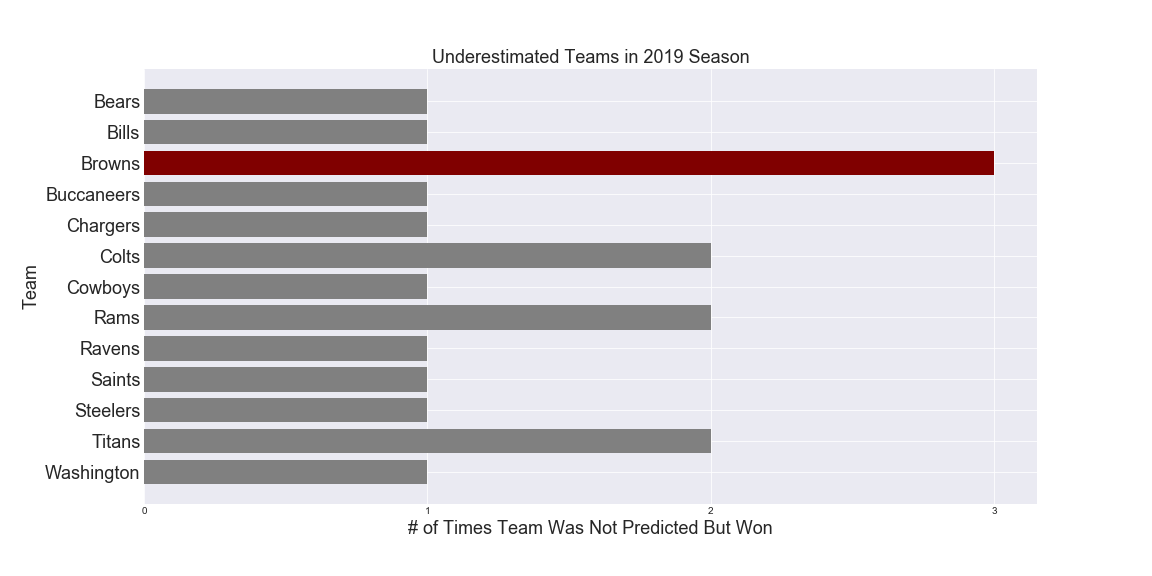 Underestimated Teams in 2019 Season
Bears
Bills
Browns
Buccaneers
Chargers
Colts
Cowboys
Rams
Ravens
Saints
Steelers
Titans
Washington
Team
0 1 2 3
# of Times Team Was Not Predicted But Won